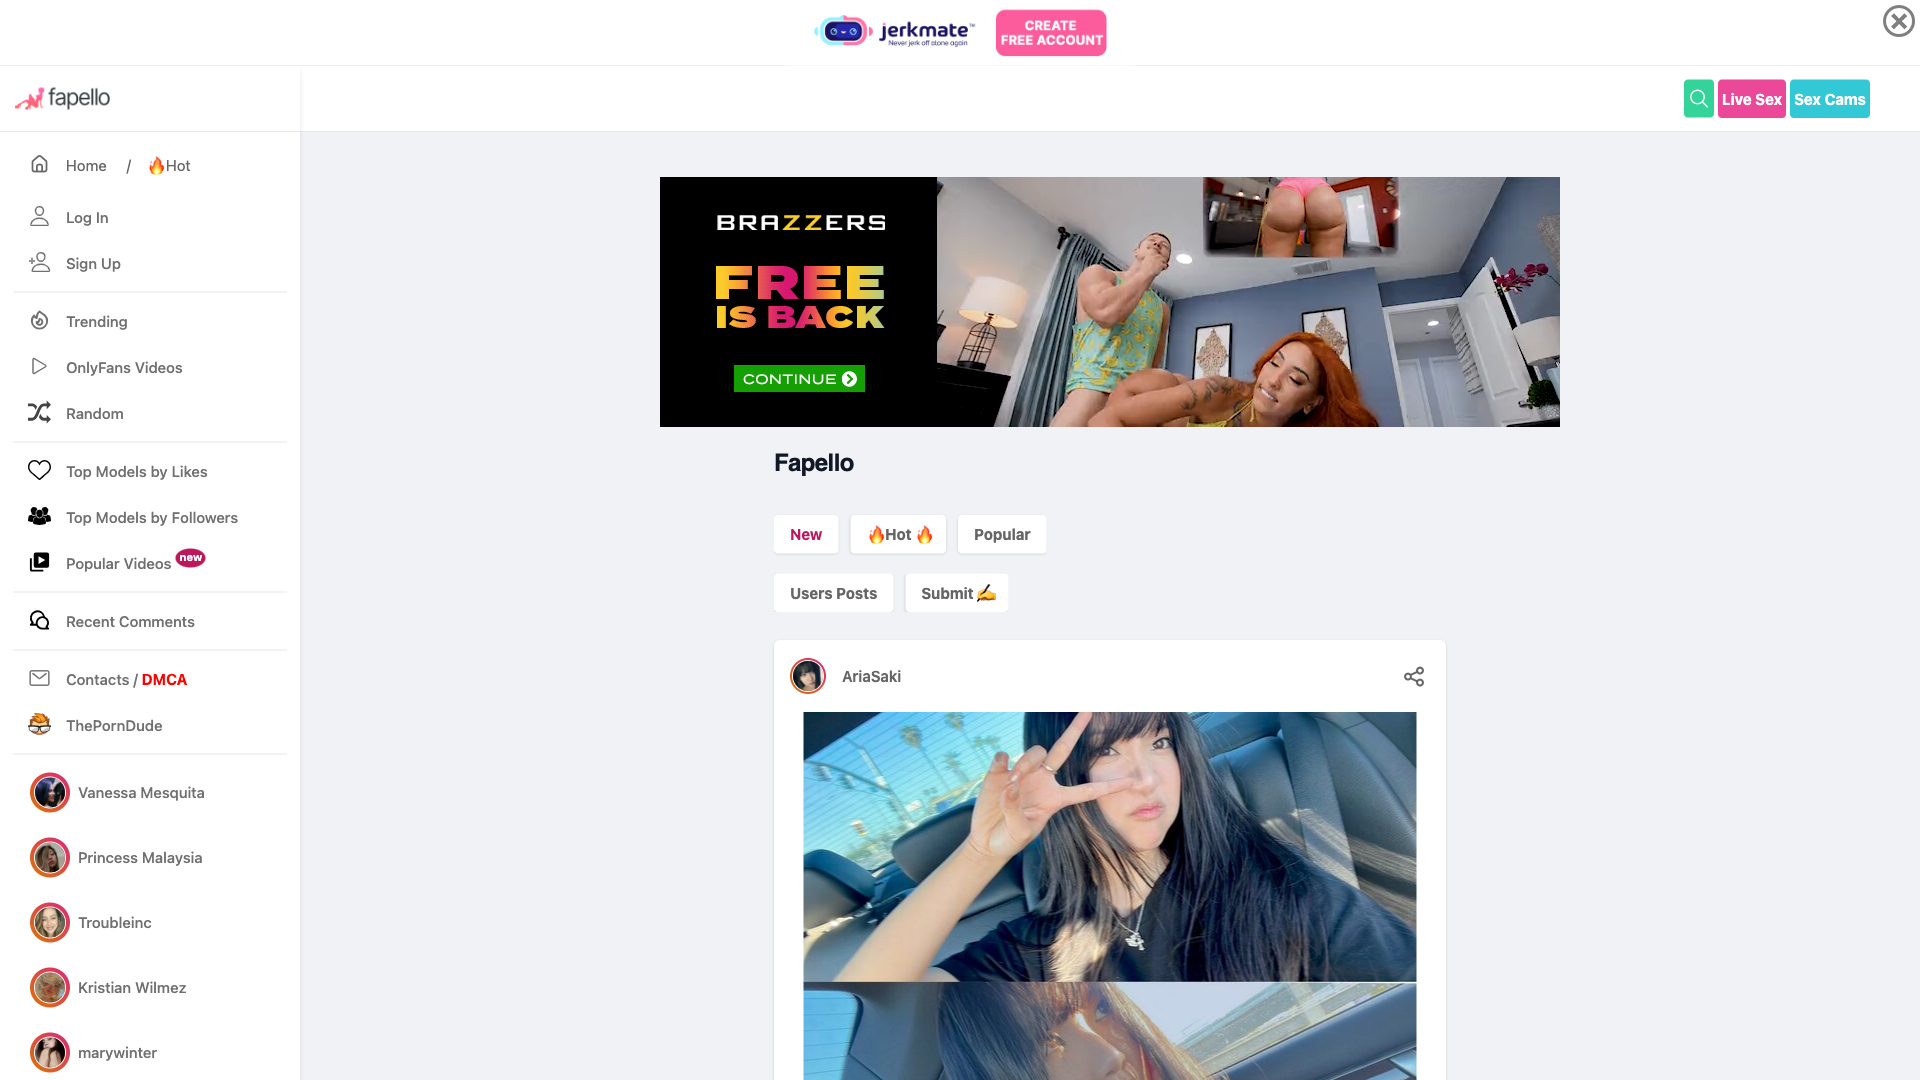 jerkmate™
Never jerk off alone again
CREATE
FREE ACCOUNT
fapello
Live Sex
Sex Cams
Home / 🔥Hot
Log In
Sign Up
Trending
OnlyFans Videos
Random
Top Models by Likes
Top Models by Followers
Popular Videos new
Recent Comments
Contacts / DMCA
ThePornDude
Vanessa Mesquita
Princess Malaysia
Troubleinc
Kristian Wilmez
marywinter
BRAZZERS
FREE
IS BACK
CONTINUE
Fapello
New
🔥Hot 🔥
Popular
Users Posts
Submit✍️
AriaSaki